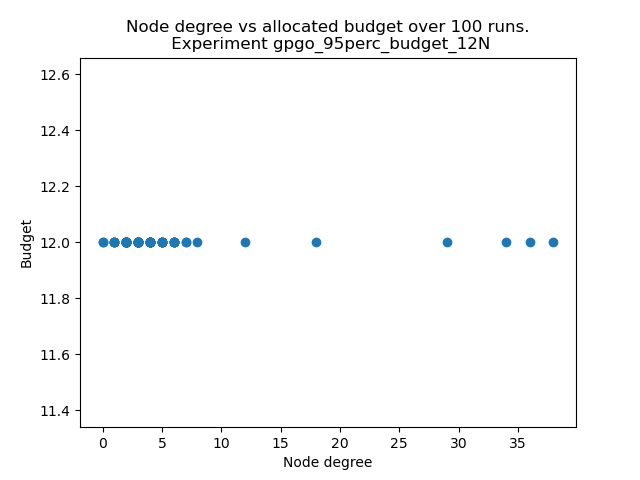 Node degree vs allocated budget over 100 runs.
Experiment gpgo_95perc_budget_12N
12.6
12.4
12.2
12.0
11.8
11.6
11.4
Budget
0 5 10 15 20 25 30 35
Node degree